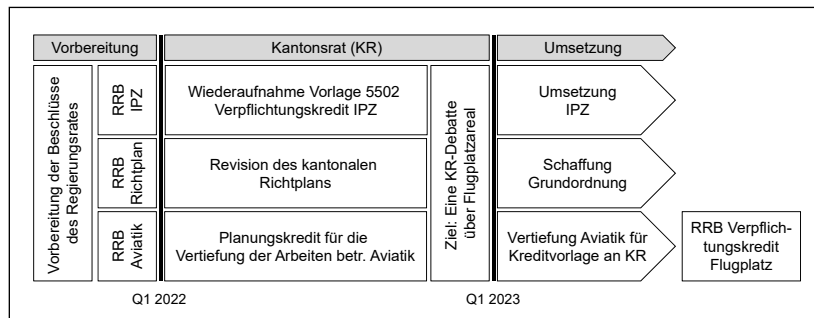 Vorbereitung
Kantonsrat (KR)
Umsetzung
Vorbereitung der Beschlüsse
des Regierungsrates
RRB
IPZ
Wiederaufnahme Vorlage 5502
Verpflichtungskredit IPZ
RRB
Richtplan
Revision des kantonalen
Richtplans
RRB
Aviatik
Planungskredit für die
Vertiefung der Arbeiten betr. Aviatik
Ziel: Eine KR-Debatte
über Flugplatzareal
Umsetzung
IPZ
Schaffung
Grundordnung
Vertiefung Aviatik für
Kreditvorlage an KR
RRB Verpflich-
tungskredit
Flugplatz
Q1 2022
Q1 2023